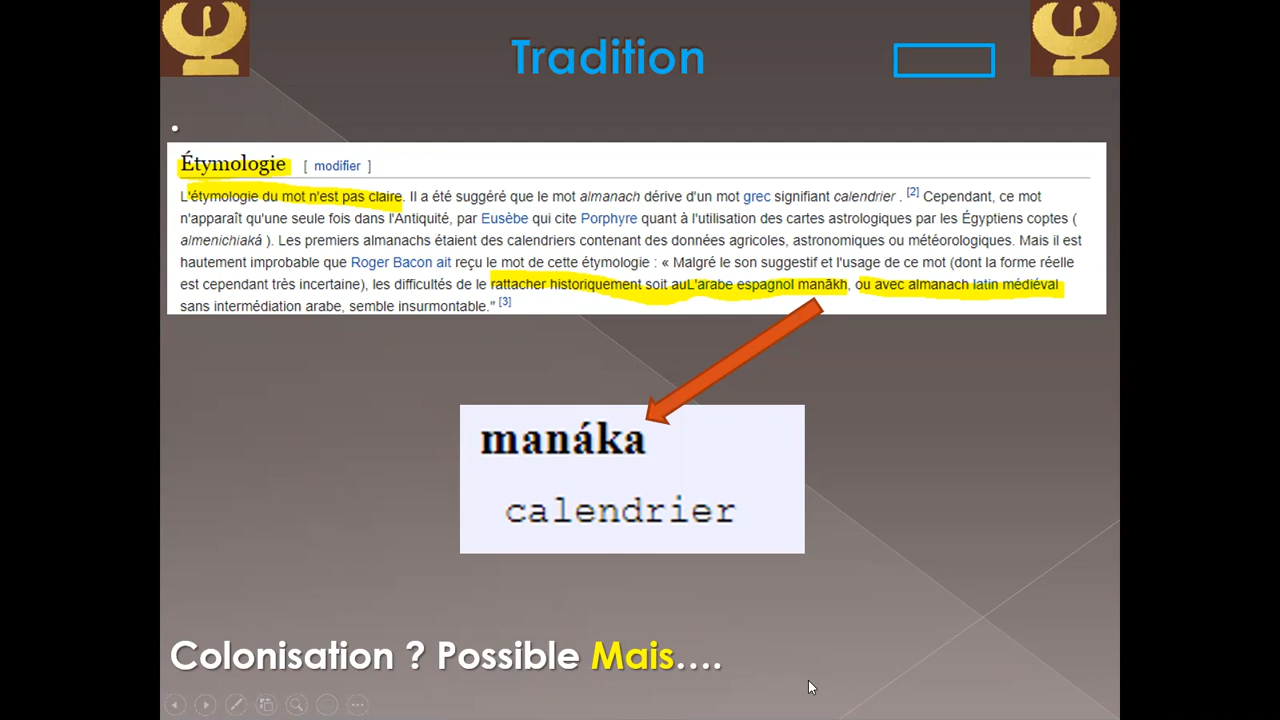 Tradition
.
Étymologie [ modifier ]
L'étymologie du mot n'est pas claire. Il a été suggéré que le mot almanach dérive d'un mot grec signifiant calendrier . [2] Cependant, ce mot
n'apparaît qu'une seule fois dans l'Antiquité, par Eusèbe qui cite Porphyre quant à l'utilisation des cartes astrologiques par les Égyptiens coptes (
almenichiaká ). Les premiers almanachs étaient des calendriers contenant des données agricoles, astronomiques ou météorologiques. Mais il est
hautement improbable que Roger Bacon ait reçu le mot de cette étymologie : « Malgré le son suggestif et l'usage de ce mot (dont la forme réelle
est cependant très incertaine), les difficultés de le rattacher historiquement soit auL'arabe espagnol manākh, ou avec almanach latin médiéval
sans intermédiation arabe, semble insurmontable." [3]
manáka
calendrier
Colonisation ? Possible Mais....